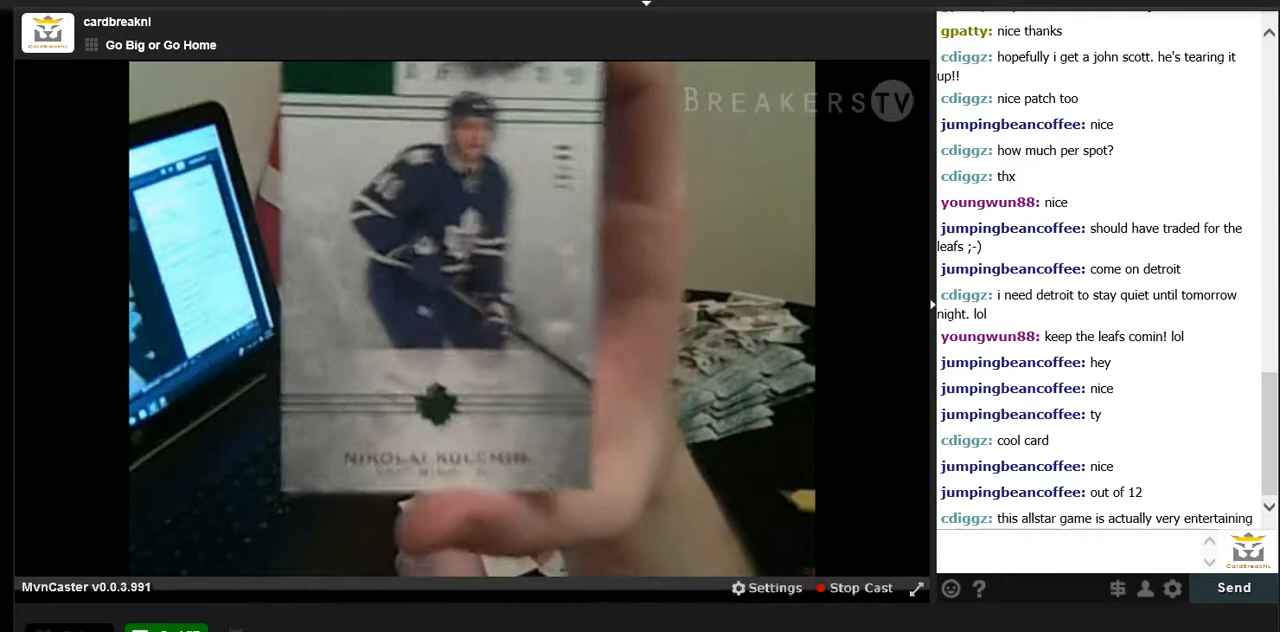 cardbreaknl
Go Big or Go Home
BREAKERS TV
NIKOLAI KULEMIN
MvnCaster v0.0.3.991
Settings
Stop Cast
gpatty: nice thanks
cdiggz: hopefully i get a john scott. he's tearing it
up!!
cdiggz: nice patch too
jumpingbeancoffee: nice
cdiggz: how much per spot?
cdiggz: thx
youngwun88: nice
jumpingbeancoffee: should have traded for the
leafs ;-)
jumpingbeancoffee: come on detroit
cdiggz: i need detroit to stay quiet until tomorrow
night. lol
youngwun88: keep the leafs comin! lol
jumpingbeancoffee: hey
jumpingbeancoffee: nice
jumpingbeancoffee: ty
cdiggz: cool card
jumpingbeancoffee: nice
jumpingbeancoffee: out of 12
cdiggz: this allstar game is actually very entertaining
CARDBREAKNL
Send